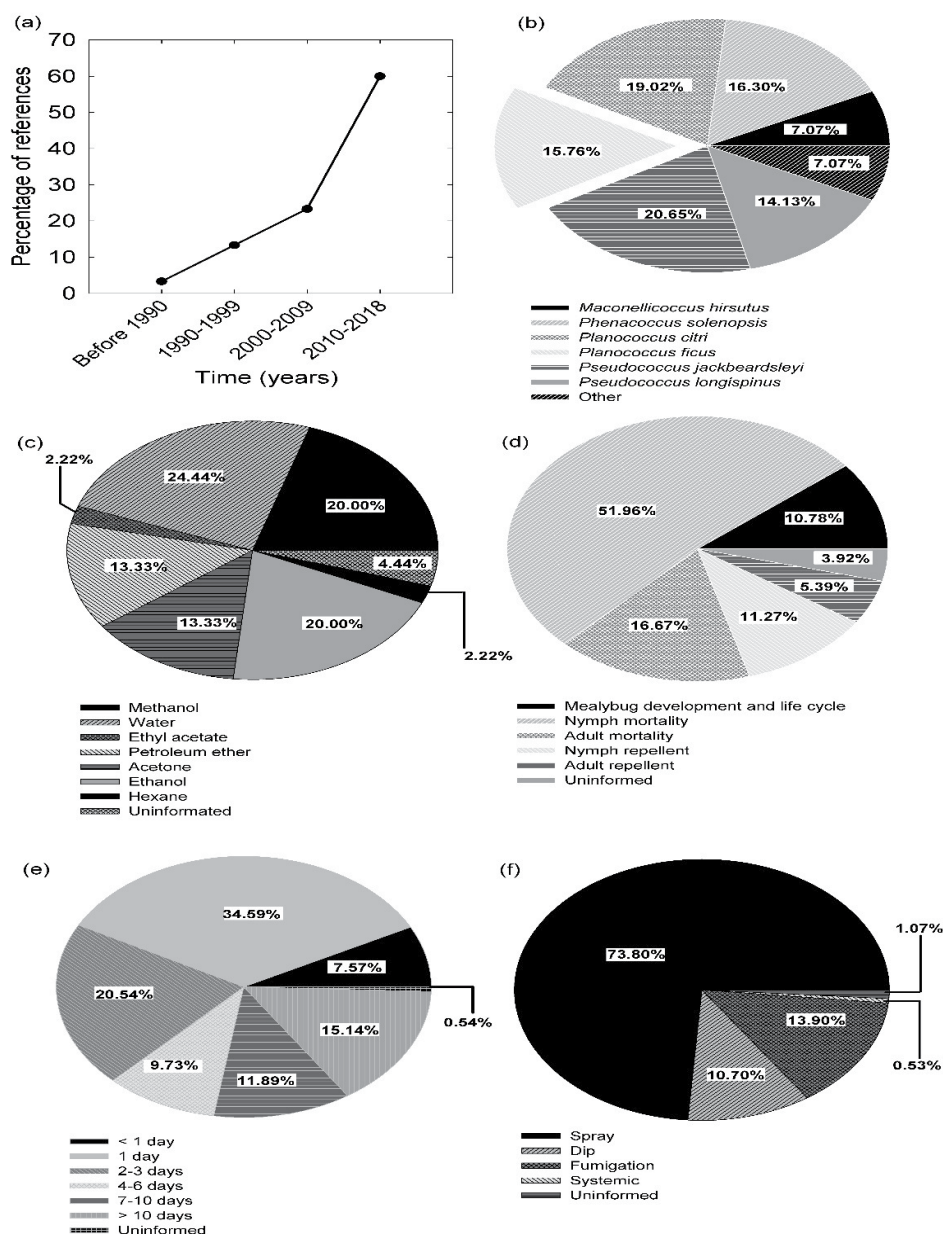 (a)
70
60
50
40
30
20
10
0
Percentage of references
Before 1990
1990-1999
2000-2009
2010-2018
Time (years)
(b)
19.02%
16.30%
7.07%
7.07%
15.76%
20.65%
14.13%
Maconellicoccus hirsutus
Phenacoccus solenopsis
Planococcus citri
Planococcus ficus
Pseudococcus jackbeardsleyi
Pseudococcus longispinus
Other
(c)
2.22%
24.44%
20.00%
4.44%
13.33%
13.33%
20.00%
2.22%
Methanol
Water
Ethyl acetate
Petroleum ether
Acetone
Ethanol
Hexane
Uninformated
(d)
51.96%
10.78%
3.92%
5.39%
11.27%
16.67%
Mealybug development and life cycle
Nymph mortality
Adult mortality
Nymph repellent
Adult repellent
Uninformed
(e)
34.59%
7.57%
20.54%
0.54%
15.14%
9.73%
11.89%
< 1 day
1 day
2-3 days
4-6 days
7-10 days
> 10 days
Uninformed
(f)
73.80%
1.07%
13.90%
0.53%
10.70%
Spray
Dip
Fumigation
Systemic
Uninformed